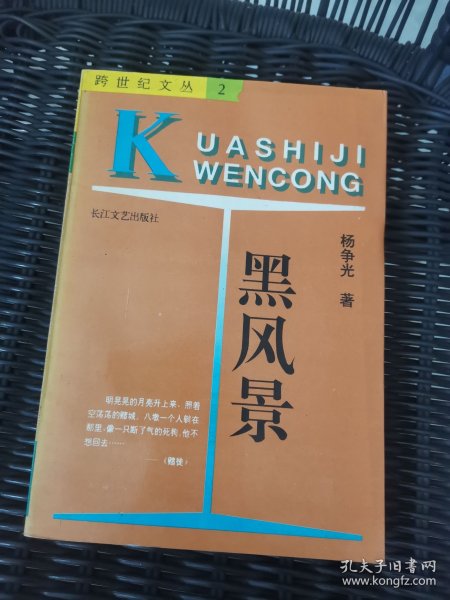 跨世纪文丛 2
KUASHIJI
WENCONG
长江文艺出版社
杨争光 著
黑风景
明晃晃的月亮升上来，照着
空荡荡的赌城。八墩一个人躺在
那里，像一只断了气的死狗，他不
想回去……
——《赌徒》
孔夫子旧书网
www.kongfz.com